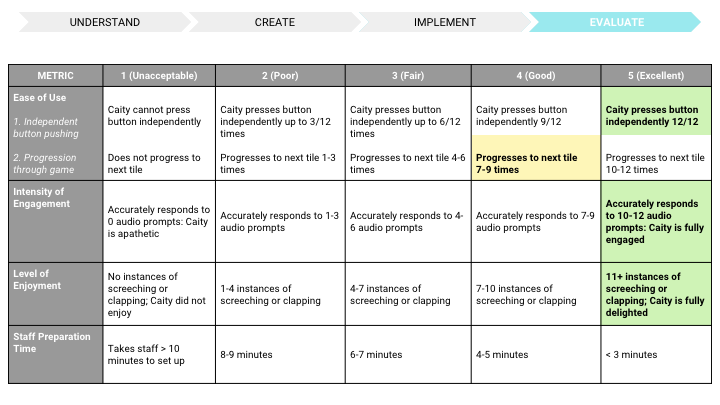 UNDERSTAND
CREATE
IMPLEMENT
EVALUATE
METRIC
1 (Unacceptable)
2 (Poor)
3 (Fair)
4 (Good)
5 (Excellent)
Ease of Use
1. Independent
button pushing
Caity cannot press
button independently
Caity presses button
independently up to 3/12
times
Caity presses button
independently up to 6/12
times
Caity presses button
independently 9/12
Caity presses button
independently 12/12
2. Progression
through game
Does not progress to
next tile
Progresses to next tile 1-3
times
Progresses to next tile 4-6
times
Progresses to next tile
7-9 times
Progresses to next tile
10-12 times
Intensity of
Engagement
Accurately responds to
0 audio prompts: Caity
is apathetic
Accurately responds to 1-3
audio prompts
Accurately responds to 4-
6 audio prompts
Accurately responds to 7-9
audio prompts
Accurately responds
to 10-12 audio
prompts: Caity is fully
engaged
Level of
Enjoyment
No instances of
screeching or
clapping; Caity did not
enjoy
1-4 instances of
screeching or clapping
4-7 instances of
screeching or clapping
7-10 instances of
screeching or clapping
11+ instances of
screeching or
clapping; Caity is fully
delighted
Staff Preparation
Time
Takes staff > 10
minutes to set up
8-9 minutes
6-7 minutes
4-5 minutes
< 3 minutes